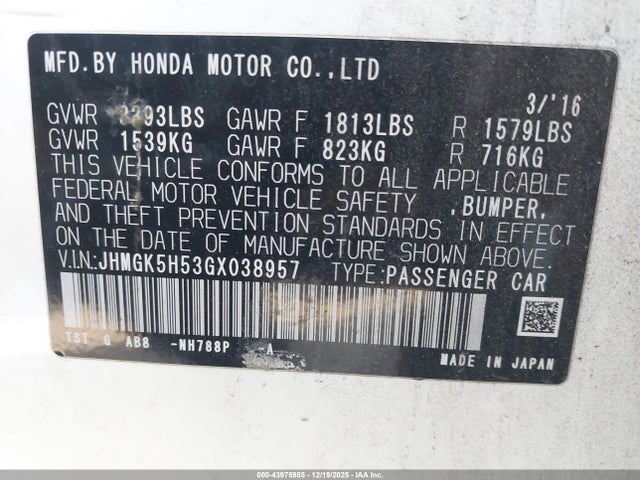 MFD.BY HONDA MOTOR CO.,LTD
3/'16
GVWR 3393LBS GAWR F 1813LBS R 1579LBS
GVWR 1539KG GAWR F 823KG R 716KG
THIS VEHICLE CONFORMS TO ALL APPLICABLE
FEDERAL MOTOR VEHICLE SAFETY ,BUMPER,
AND THEFT PREVENTION STANDARDS IN EFFECT
ON THE DATE OF MANUFACTURE SHOWN ABOVE.
V.I.N.:JHMGK5H53GX038957 TYPE:PASSENGER CAR
TST G AB8 -NH788P -A
MADE IN JAPAN
000-43975985 - 12/19/2025 - IAAI.COM